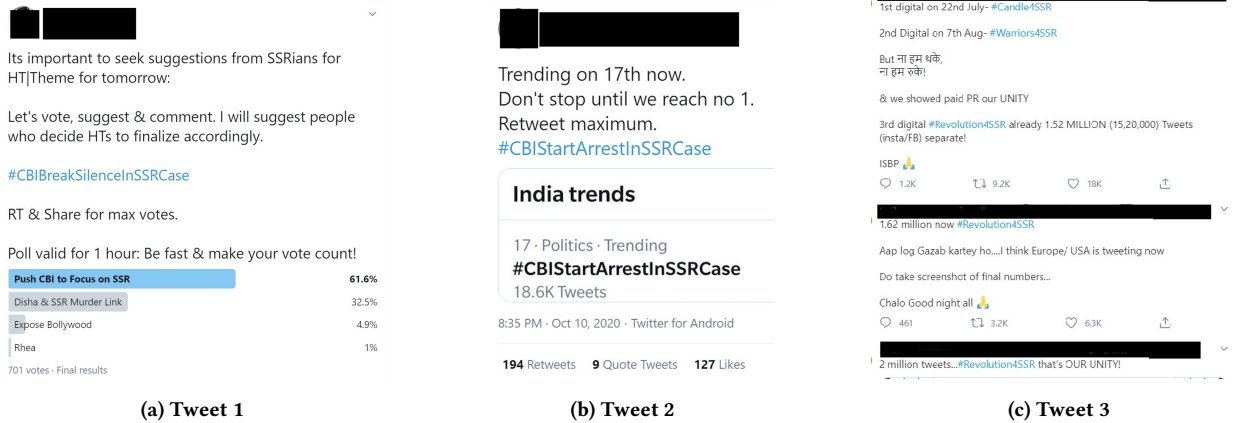 Its important to seek suggestions from SSRians for
HT|Theme for tomorrow:
Let's vote, suggest & comment. I will suggest people
who decide HTs to finalize accordingly.
#CBIBreakSilenceInSSRCase
RT & Share for max votes.
Poll valid for 1 hour: Be fast & make your vote count!
Push CBI to Focus on SSR 61.6%
Disha & SSR Murder Link 32.5%
Expose Bollywood 4.9%
Rhea 1%
701 votes · Final results
(a) Tweet 1
Trending on 17th now.
Don't stop until we reach no 1.
Retweet maximum.
#CBIStartArrestInSSRCase
India trends
17 · Politics · Trending
#CBIStartArrestInSSRCase
18.6K Tweets
8:35 PM · Oct 10, 2020 · Twitter for Android
194 Retweets 9 Quote Tweets 127 Likes
(b) Tweet 2
1st digital on 22nd July- #Candle4SSR
2nd Digital on 7th Aug- #Warriors4SSR
But ना हम थके,
ना हम रुके!
& we showed paid PR our UNITY
3rd digital #Revolution4SSR already 1.52 MILLION (15,20,000) Tweets
(insta/FB) separate!
ISBP 🙏
1.2K 9.2K 18K
1.62 million now #Revolution4SSR
Aap log Gazab kartey ho....I think Europe/ USA is tweeting now
Do take screenshot of final numbers...
Chalo Good night all 🙏
461 3.2K 6.3K
2 million tweets...#Revolution4SSR that's OUR UNITY!
(c) Tweet 3